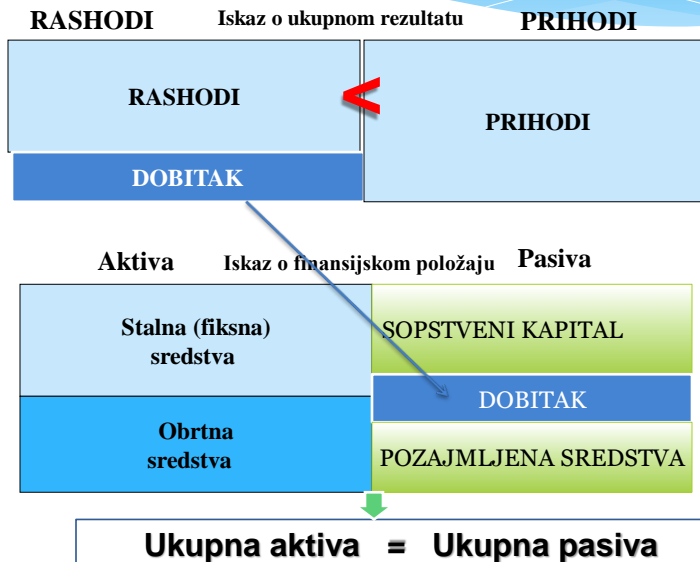 RASHODI Iskaz o ukupnom rezultatu PRIHODI
RASHODI
<
PRIHODI
DOBITAK
Aktiva Iskaz o finansijskom položaju Pasiva
Stalna (fiksna)
sredstva
SOPSTVENI KAPITAL
DOBITAK
Obrtna
sredstva
POZAJMLJENA SREDSTVA
Ukupna aktiva = Ukupna pasiva